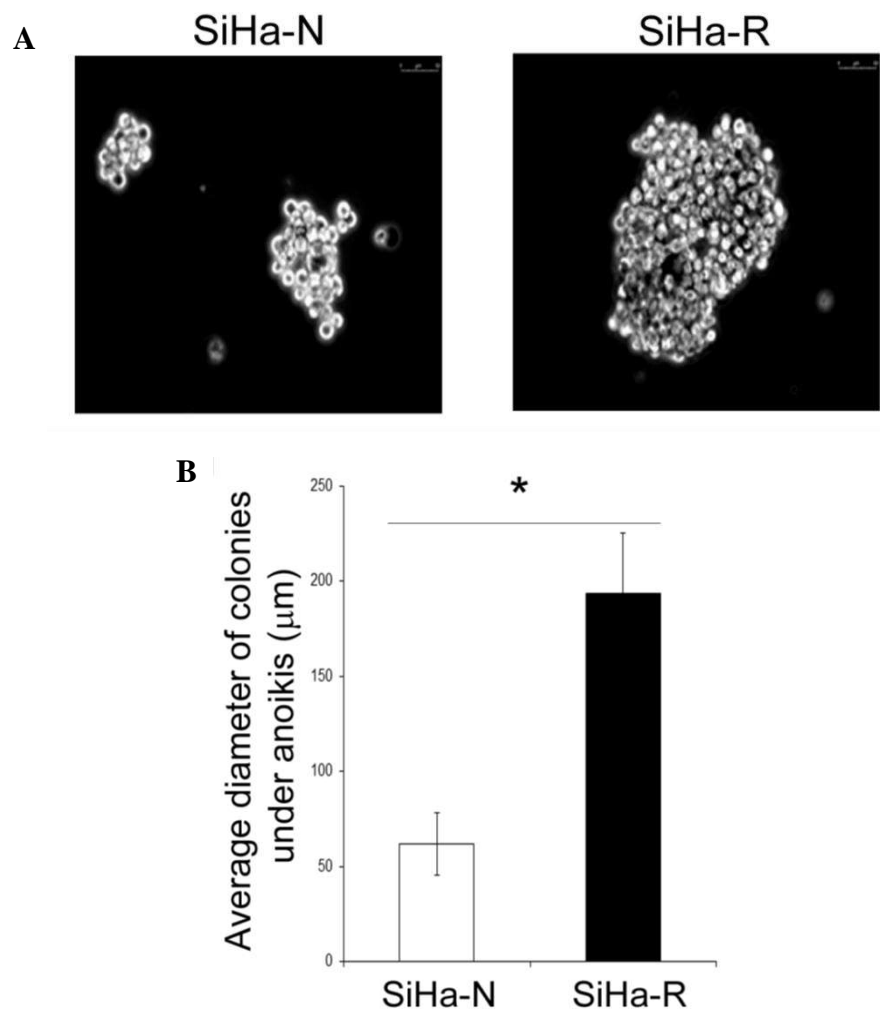 A
SiHa-N
SiHa-R
B
*
250
200
150
100
50
0
Average diameter of colonies
under anoikis (μm)
SiHa-N
SiHa-R